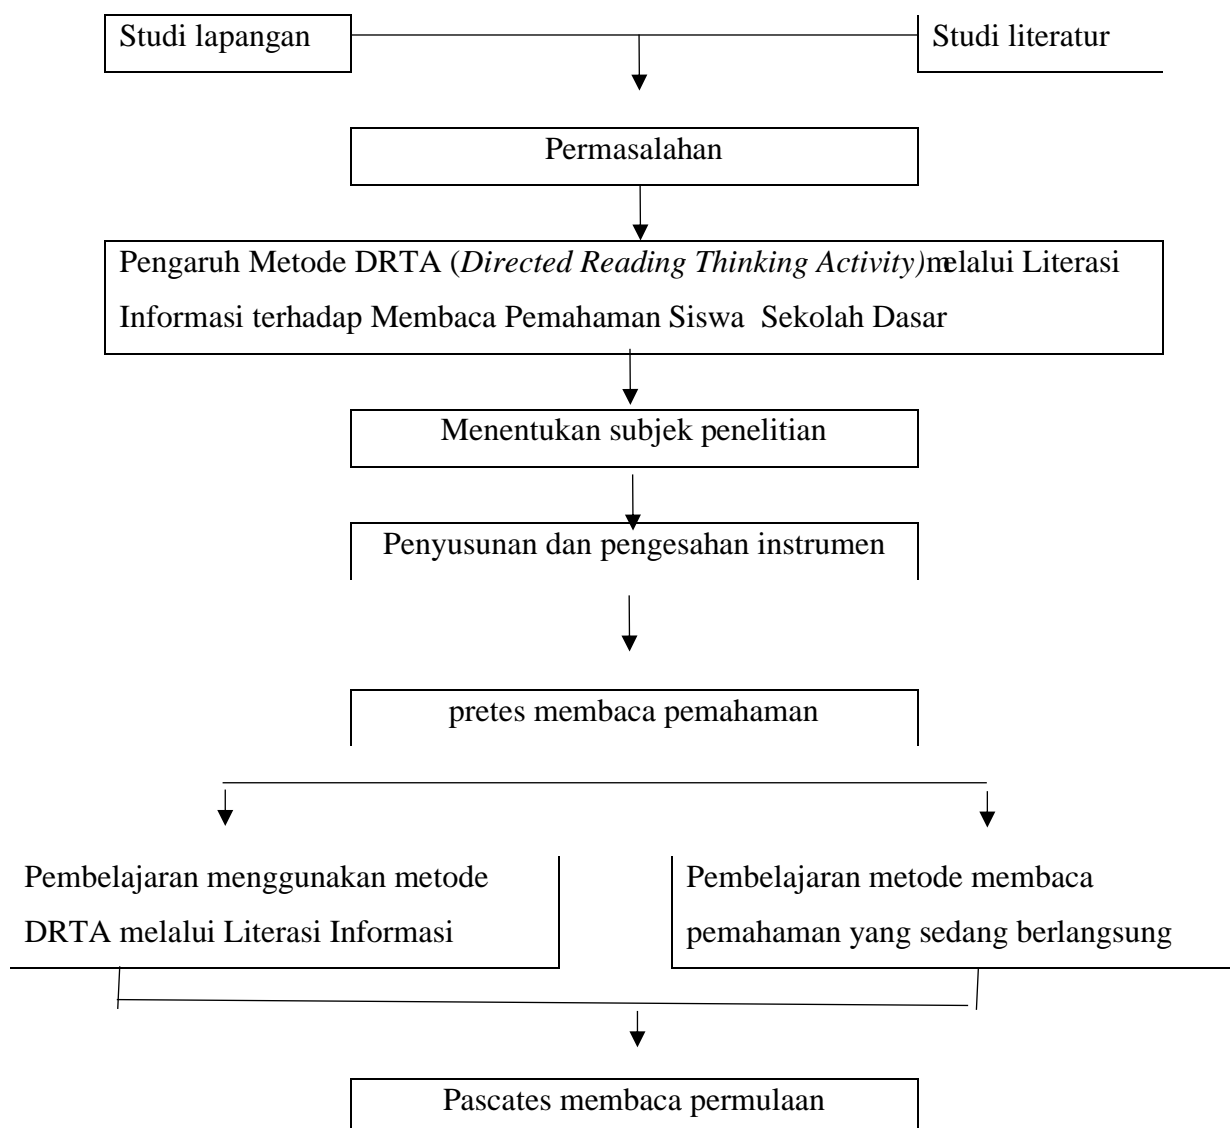 Studi lapangan
Studi literatur
Permasalahan
Pengaruh Metode DRTA (Directed Reading Thinking Activity)melalui Literasi
Informasi terhadap Membaca Pemahaman Siswa  Sekolah Dasar
Menentukan subjek penelitian
Penyusunan dan pengesahan instrumen
pretes membaca pemahaman
Pembelajaran menggunakan metode
DRTA melalui Literasi Informasi
Pembelajaran metode membaca
pemahaman yang sedang berlangsung
Pascates membaca permulaan